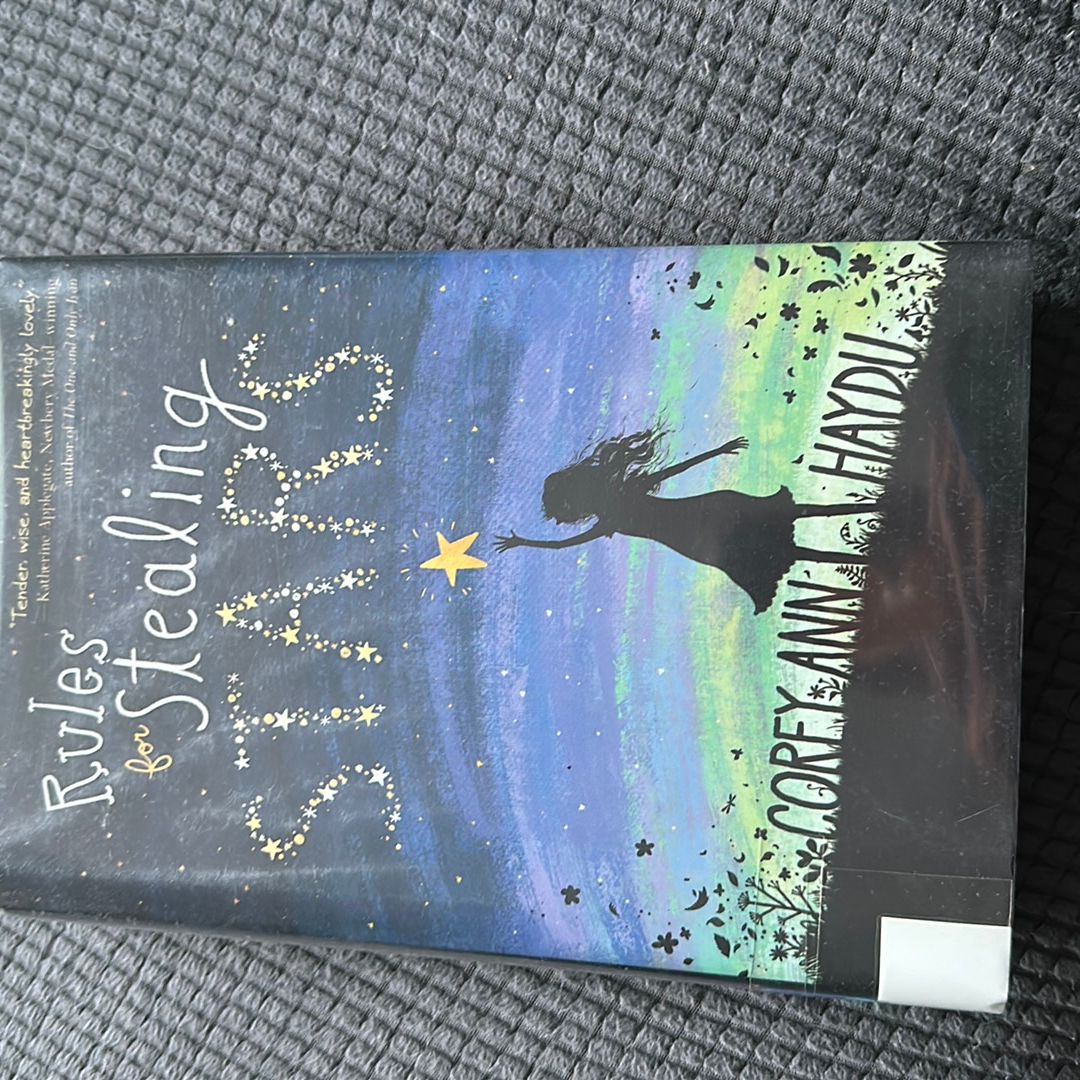 "Tender, wise, and heartbreakingly lovely."
Katherine Applegate, Newbery Medal–winning
author of The One and Only Ivan
Rules
for Stealing
STARS
COREY ANN HAYDU